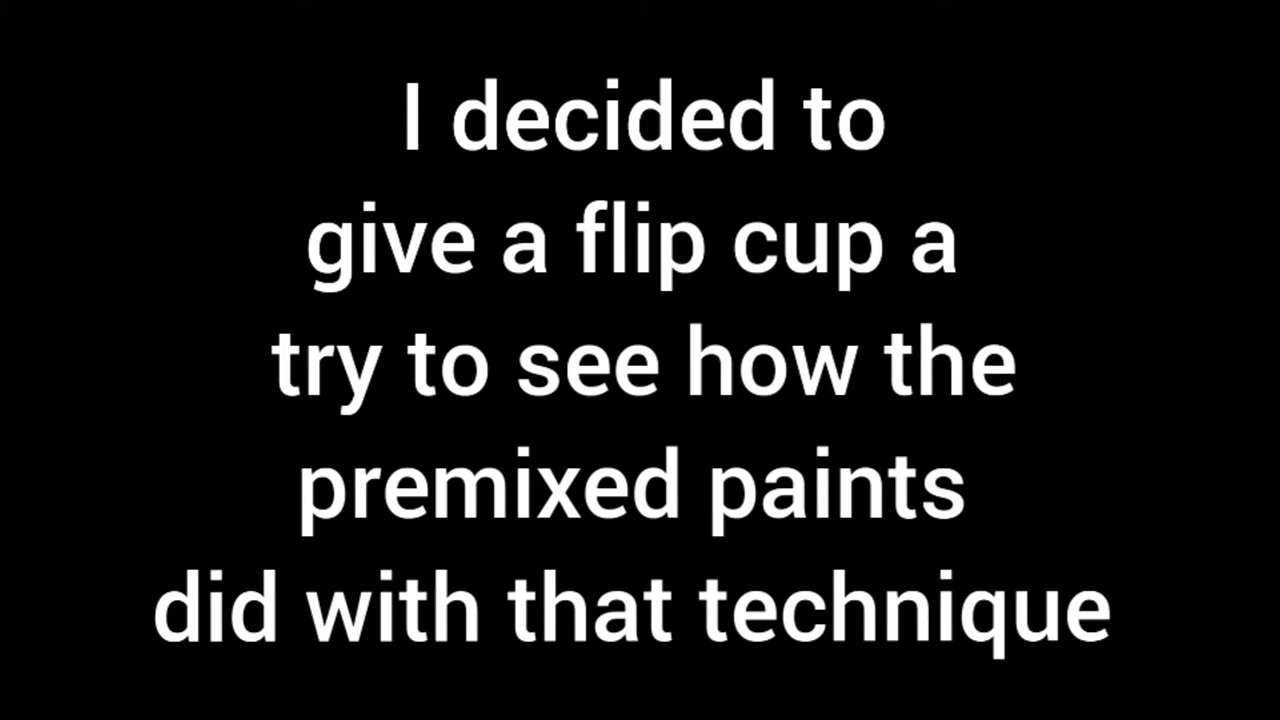 I decided to
give a flip cup a
try to see how the
premixed paints
did with that technique